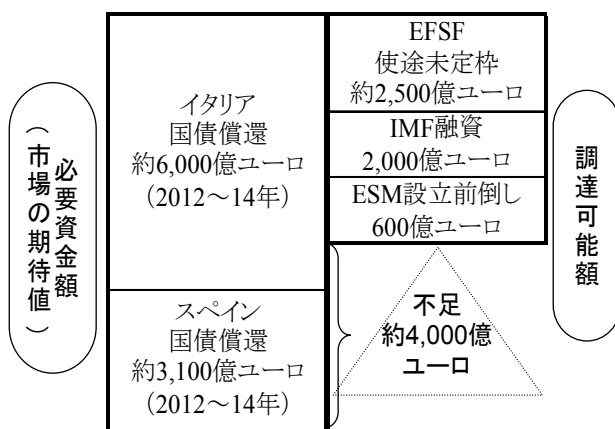 必要資金額
(市場の期待値)
イタリア
国債償還
約6,000億ユーロ
(2012～14年)
スペイン
国債償還
約3,100億ユーロ
(2012～14年)
EFSF
使途未定枠
約2,500億ユーロ
IMF融資
2,000億ユーロ
ESM設立前倒し
600億ユーロ
不足
約4,000億
ユーロ
調達可能額